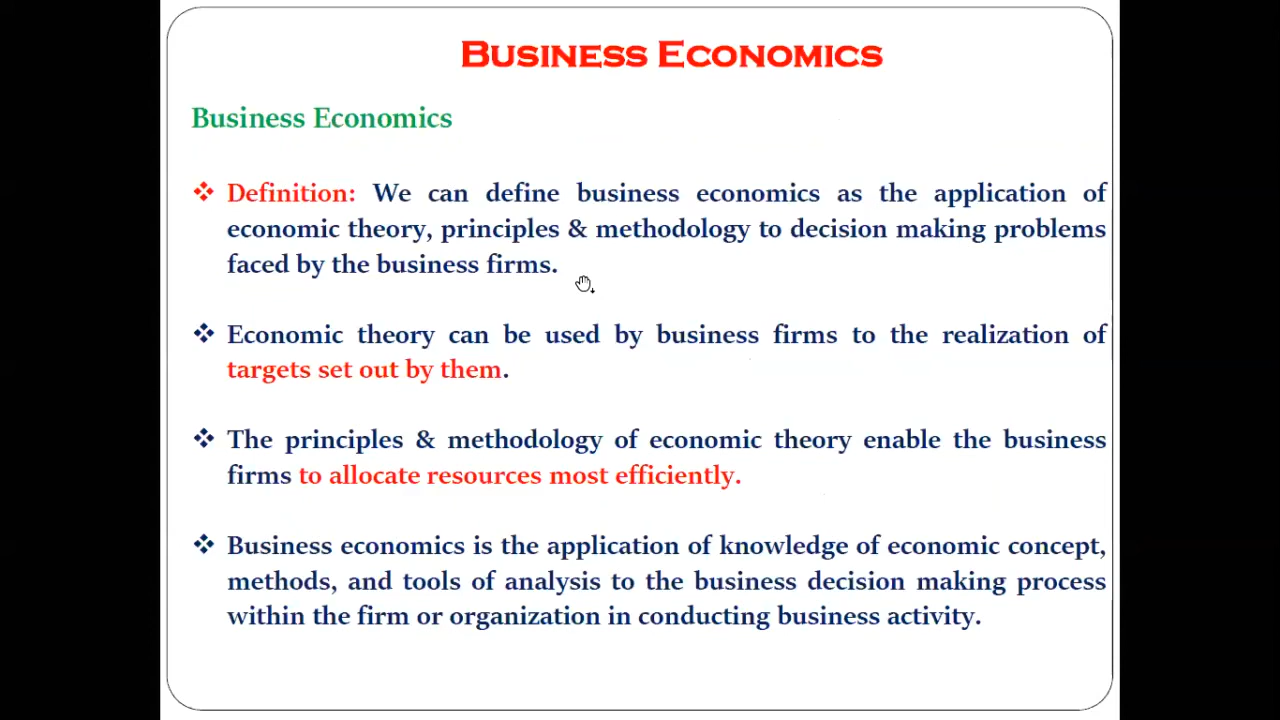 BUSINESS ECONOMICS
Business Economics
❖ Definition: We can define business economics as the application of
economic theory, principles & methodology to decision making problems
faced by the business firms.
❖ Economic theory can be used by business firms to the realization of
targets set out by them.
❖ The principles & methodology of economic theory enable the business
firms to allocate resources most efficiently.
❖ Business economics is the application of knowledge of economic concept,
methods, and tools of analysis to the business decision making process
within the firm or organization in conducting business activity.